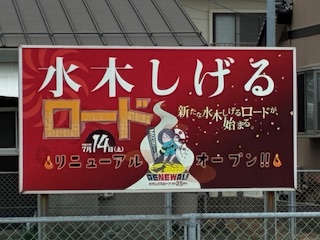 水木しげる
ロード
新たな水木しげるロードが、
始まる。
7月14日(土)
リニューアル
オープン!!
RENEWAL!